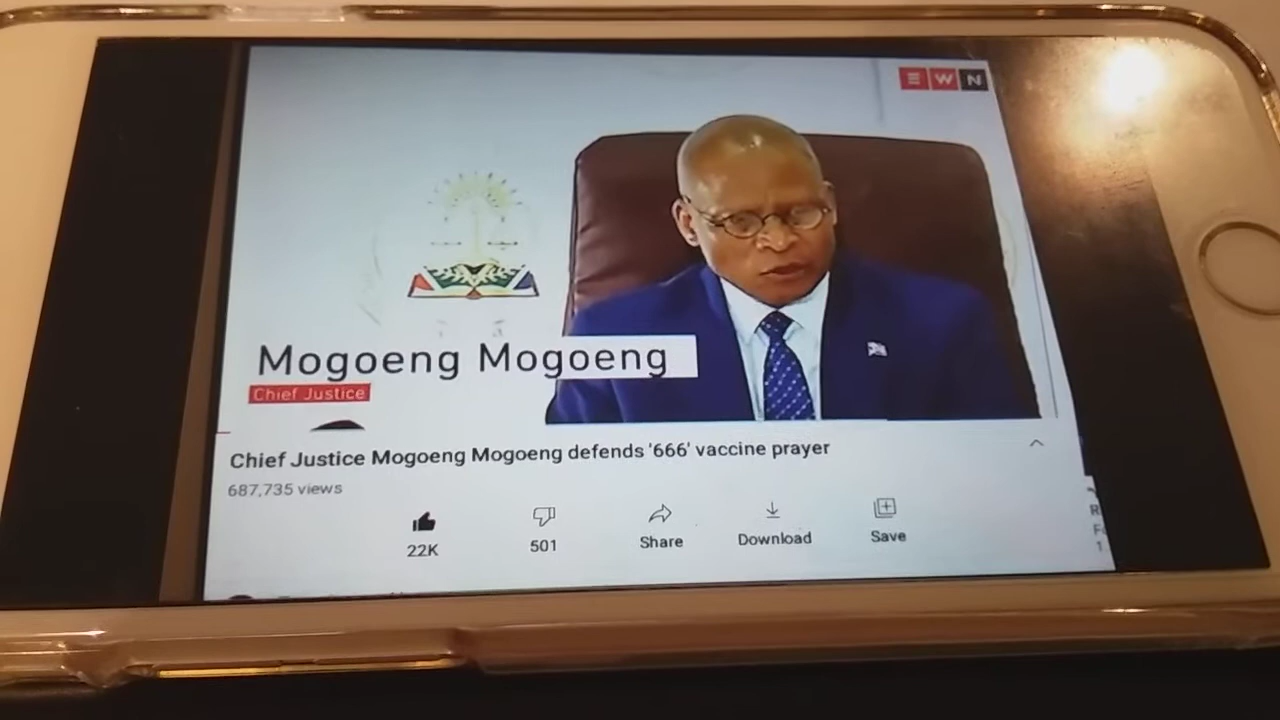 EWN
Mogoeng Mogoeng
Chief Justice
Chief Justice Mogoeng Mogoeng defends '666' vaccine prayer
687,735 views
22K
501
Share
Download
Save
R
F
1